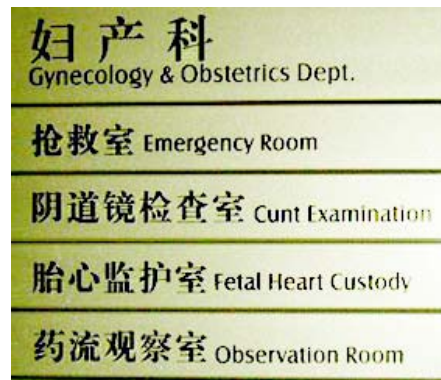 妇产科
Gynecology & Obstetrics Dept.
抢救室 Emergency Room
阴道镜检查室 Cunt Examination
胎心监护室 Fetal Heart Custody
药流观察室 Observation Room